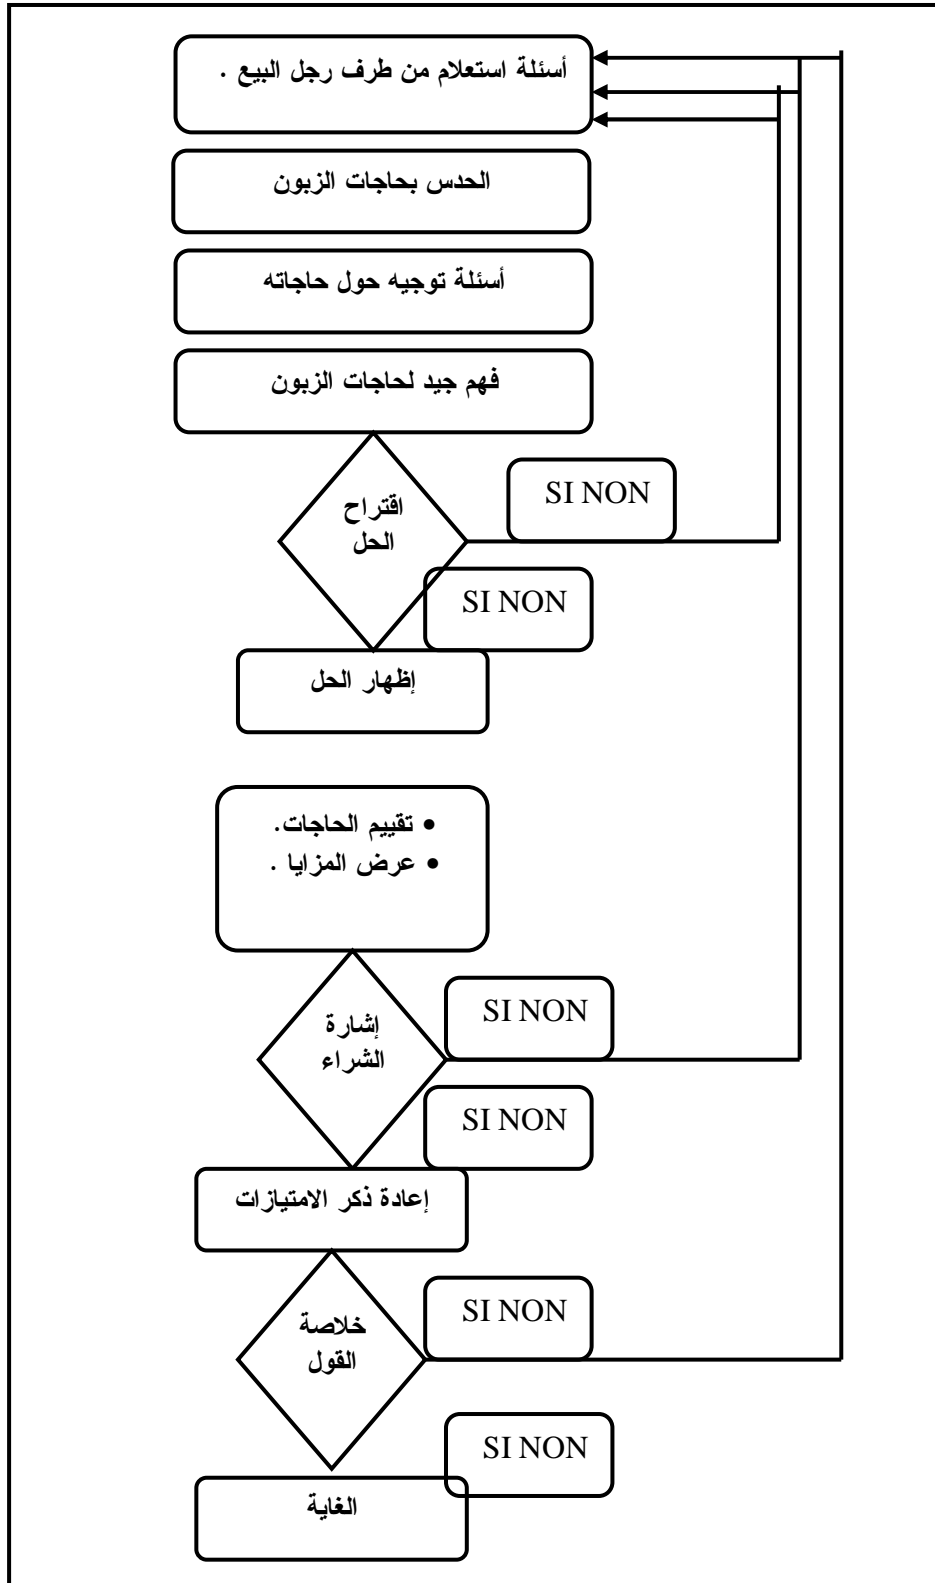 أسئلة استعلام من طرف رجل البيع .
الحدس بحاجات الزبون
أسئلة توجيه حول حاجاته
فهم جيد لحاجات الزبون
اقتراح
الحل
SI NON
SI NON
إظهار الحل
• تقييم الحاجات.
• عرض المزايا .
إشارة
الشراء
SI NON
SI NON
إعادة ذكر الامتيازات
خلاصة
القول
SI NON
SI NON
الغاية